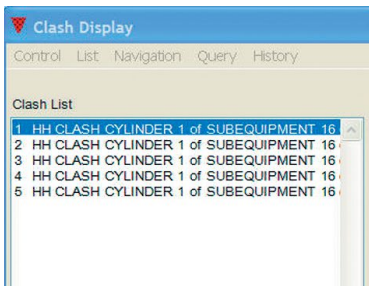 Clash Display
Control List Navigation Query History
Clash List
1 HH CLASH CYLINDER 1 of SUBEQUIPMENT 16
2 HH CLASH CYLINDER 1 of SUBEQUIPMENT 16
3 HH CLASH CYLINDER 1 of SUBEQUIPMENT 16
4 HH CLASH CYLINDER 1 of SUBEQUIPMENT 16
5 HH CLASH CYLINDER 1 of SUBEQUIPMENT 16